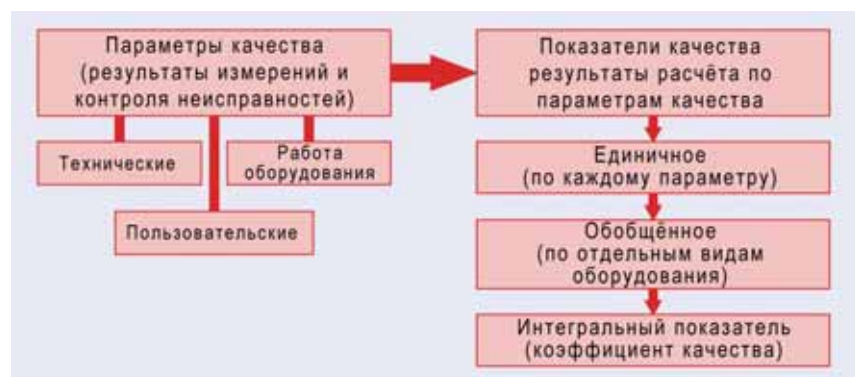 Параметры качества
(результаты измерений и
контроля неисправностей)
Технические
Работа
оборудования
Пользовательские
Показатели качества
результаты расчёта по
параметрам качества
Единичное
(по каждому параметру)
Обобщённое
(по отдельным видам
оборудования)
Интегральный показатель
(коэффициент качества)